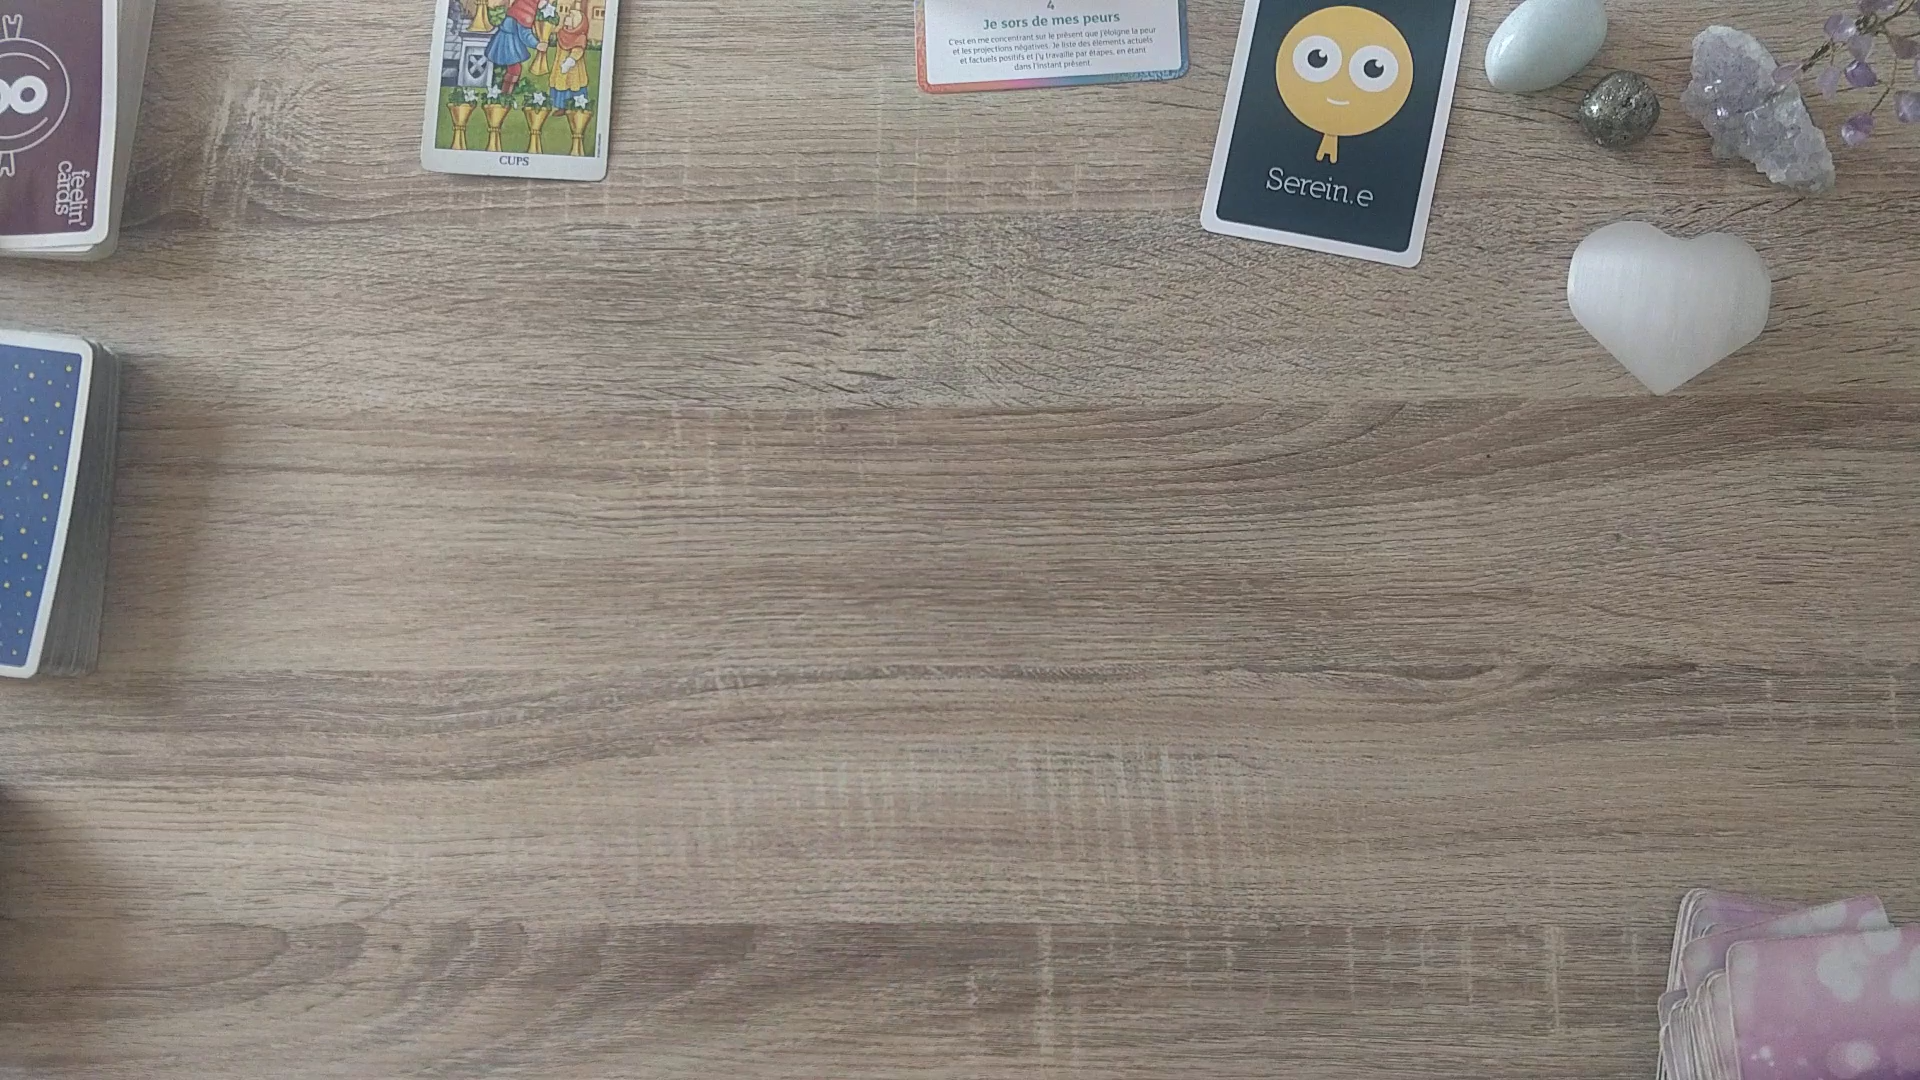 feelin'
cards
CUPS
4
Je sors de mes peurs
C'est en me concentrant sur le présent que j'éloigne la peur
et les projections négatives. Je liste des éléments actuels
et factuels positifs et j'y travaille par étapes, en étant
dans l'instant présent.
Serein.e